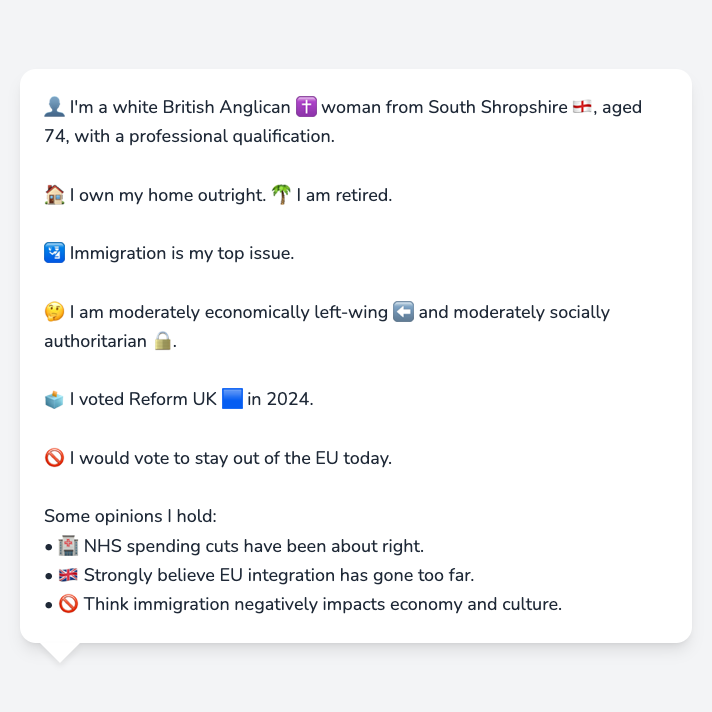 👤 I'm a white British Anglican ✝️ woman from South Shropshire 🏴󠁧󠁢󠁥󠁮󠁧󠁿, aged
74, with a professional qualification.
🏠 I own my home outright. 🌴 I am retired.
🛂 Immigration is my top issue.
🤔 I am moderately economically left-wing ⬅️ and moderately socially
authoritarian 🔒.
🗳️ I voted Reform UK 🟦 in 2024.
🚫 I would vote to stay out of the EU today.
Some opinions I hold:
• 🏥 NHS spending cuts have been about right.
• 🇬🇧 Strongly believe EU integration has gone too far.
• 🚫 Think immigration negatively impacts economy and culture.